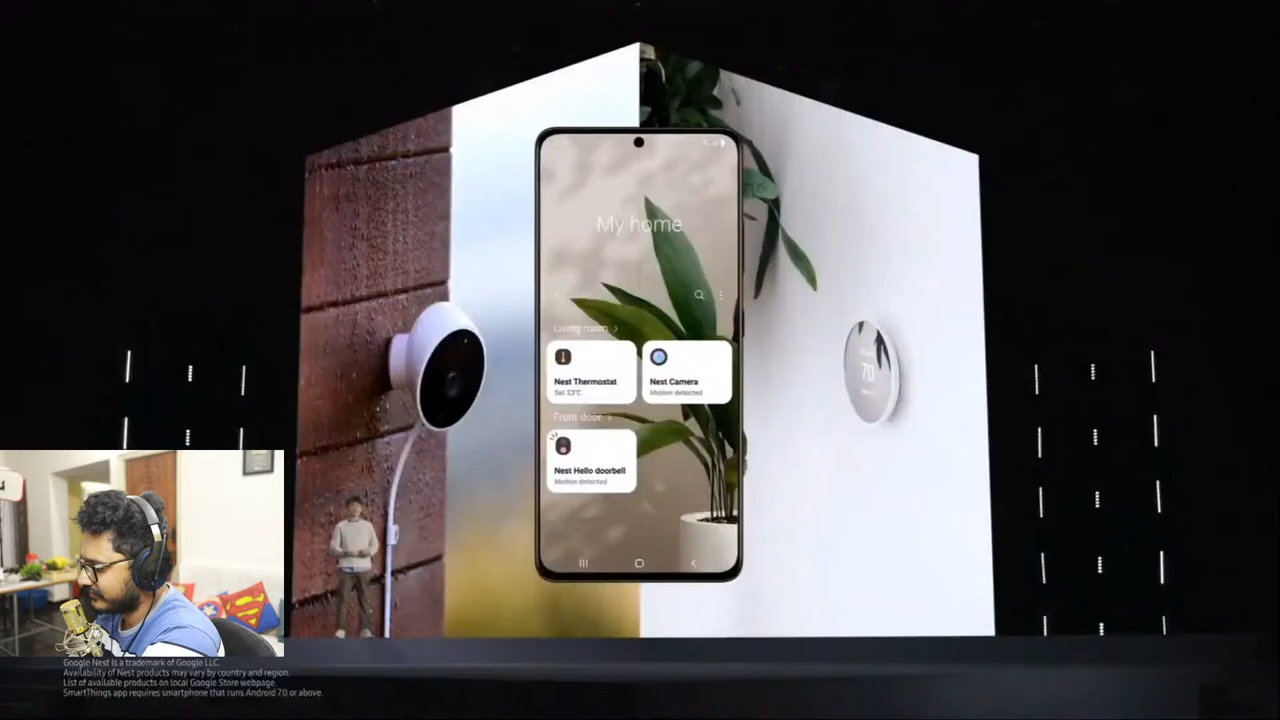 My home
Living room >
Nest Thermostat
Set 23°C
Nest Camera
Motion detected
Front door >
Nest Hello doorbell
Motion detected
70
Google Nest is a trademark of Google LLC.
Availability of Nest products may vary by country and region.
List of available products on local Google Store webpage.
SmartThings app requires smartphone that runs Android 7.0 or above.